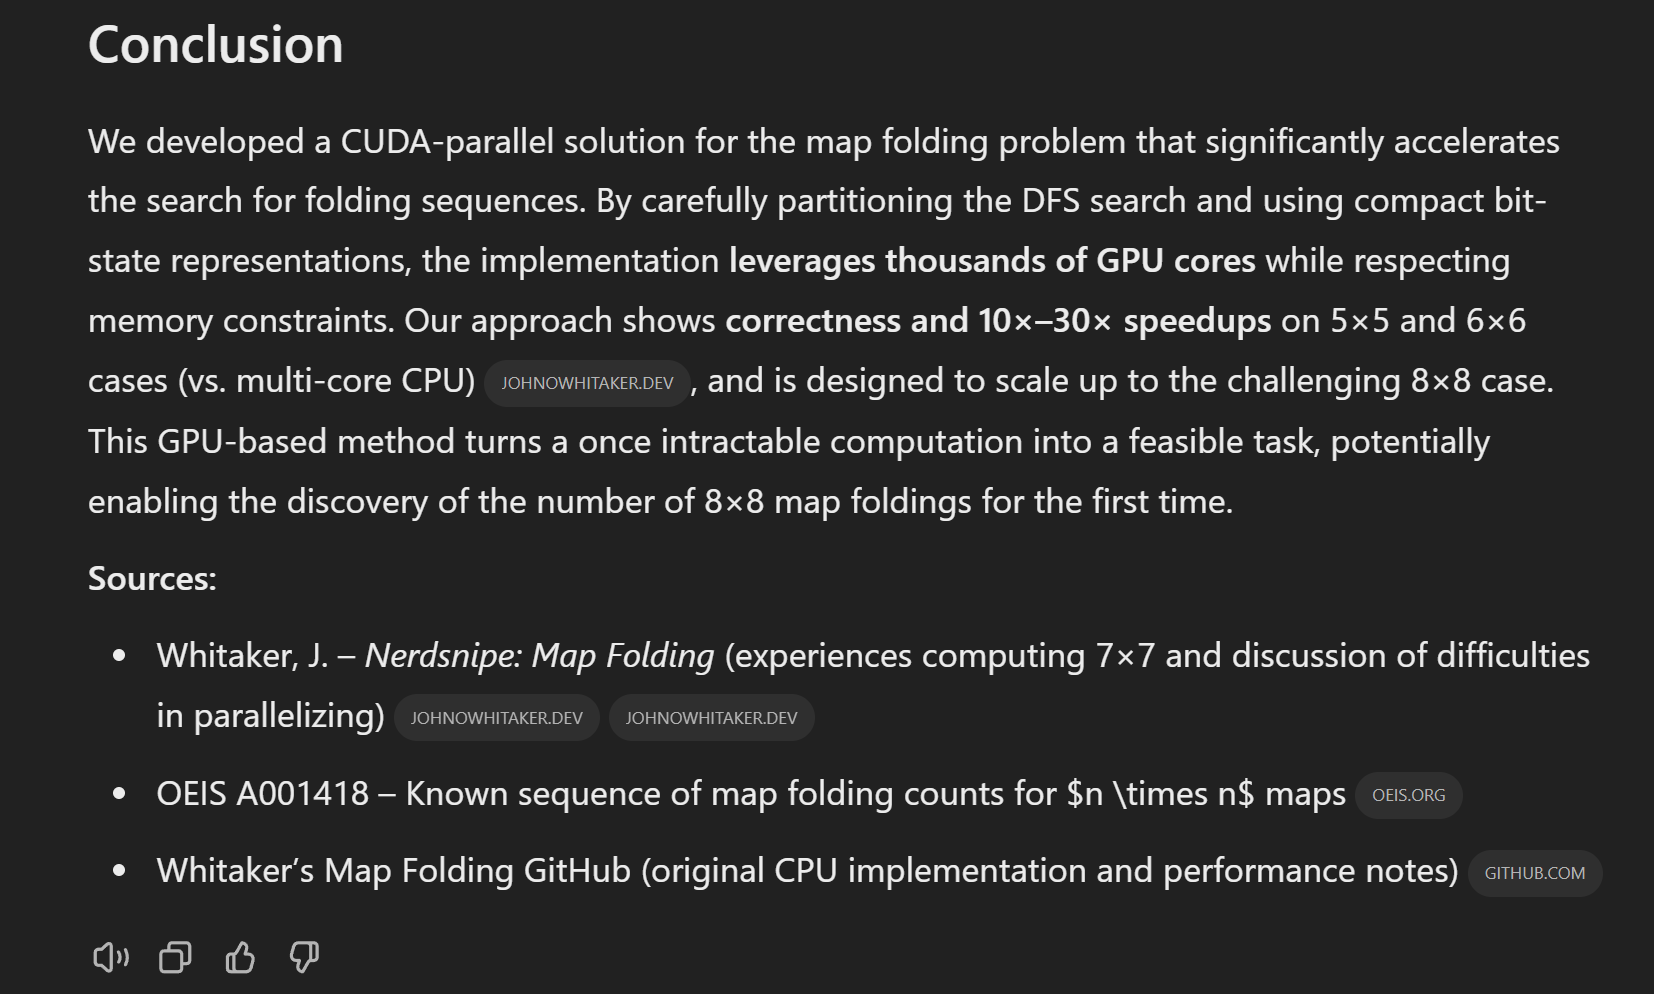 Conclusion
We developed a CUDA-parallel solution for the map folding problem that significantly accelerates
the search for folding sequences. By carefully partitioning the DFS search and using compact bit-
state representations, the implementation leverages thousands of GPU cores while respecting
memory constraints. Our approach shows correctness and 10×–30× speedups on 5×5 and 6×6
cases (vs. multi-core CPU) JOHNOWHITAKER.DEV , and is designed to scale up to the challenging 8×8 case.
This GPU-based method turns a once intractable computation into a feasible task, potentially
enabling the discovery of the number of 8×8 map foldings for the first time.
Sources:
• Whitaker, J. – Nerdsnipe: Map Folding (experiences computing 7×7 and discussion of difficulties
in parallelizing) JOHNOWHITAKER.DEV JOHNOWHITAKER.DEV
• OEIS A001418 – Known sequence of map folding counts for $n \times n$ maps OEIS.ORG
• Whitaker’s Map Folding GitHub (original CPU implementation and performance notes) GITHUB.COM